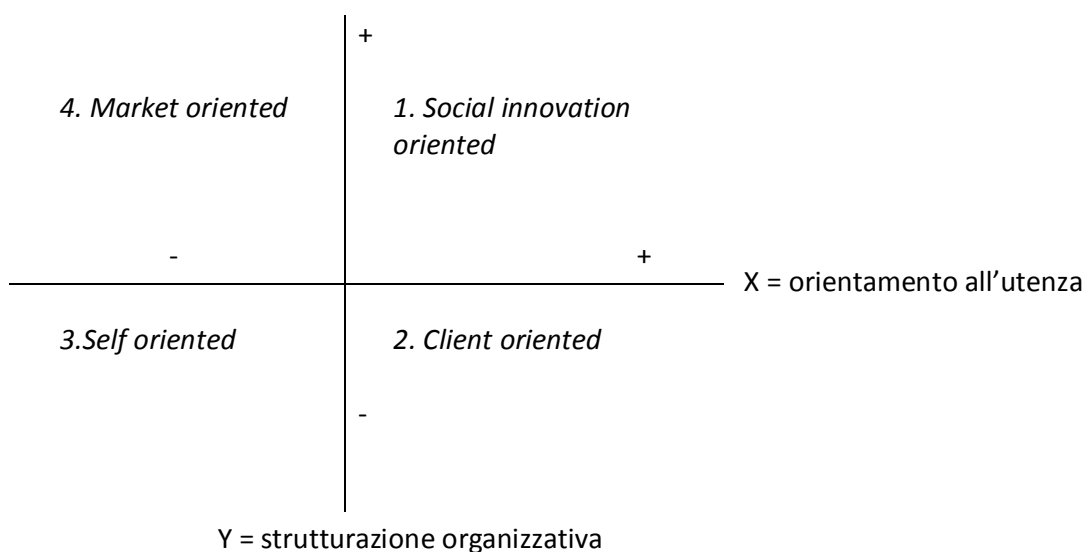 +
4. Market oriented
1. Social innovation
oriented
-
+
X = orientamento all’utenza
3.Self oriented
2. Client oriented
-
Y = strutturazione organizzativa